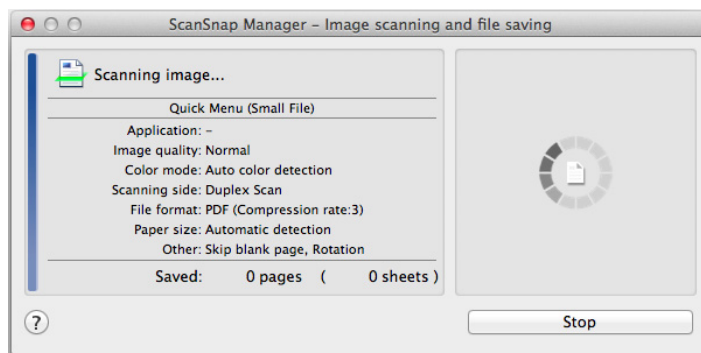 ScanSnap Manager – Image scanning and file saving
Scanning image...
Quick Menu (Small File)
Application: –
Image quality: Normal
Color mode: Auto color detection
Scanning side: Duplex Scan
File format: PDF (Compression rate:3)
Paper size: Automatic detection
Other: Skip blank page, Rotation
Saved: 0 pages ( 0 sheets )
? Stop